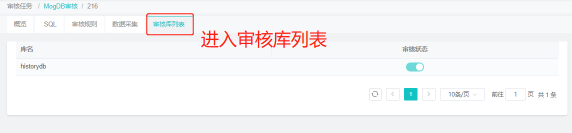 审核任务 / MogDB审核 / 216
概览 SQL 审核规则 数据采集 审核库列表
进入审核库列表
库名 审核状态
historydb
1 10条/页 前往 1 页 共 1 条